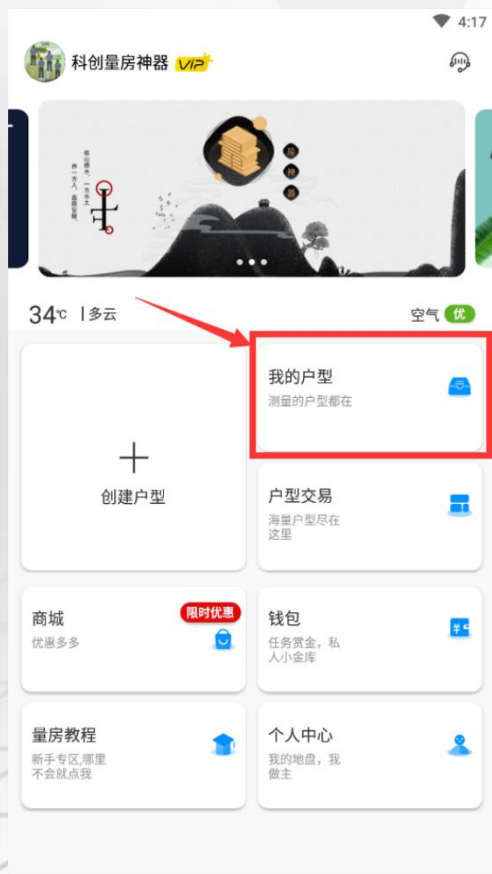 4:17
科创量房神器 VIP
房
神
器
量
34℃ | 多云
空气 优
我的户型
测量的户型都在
创建户型
户型交易
海量户型尽在
这里
商城
限时优惠
优惠多多
钱包
任务赏金，私
人小金库
量房教程
新手专区,哪里
不会就点我
个人中心
我的地盘，我
做主